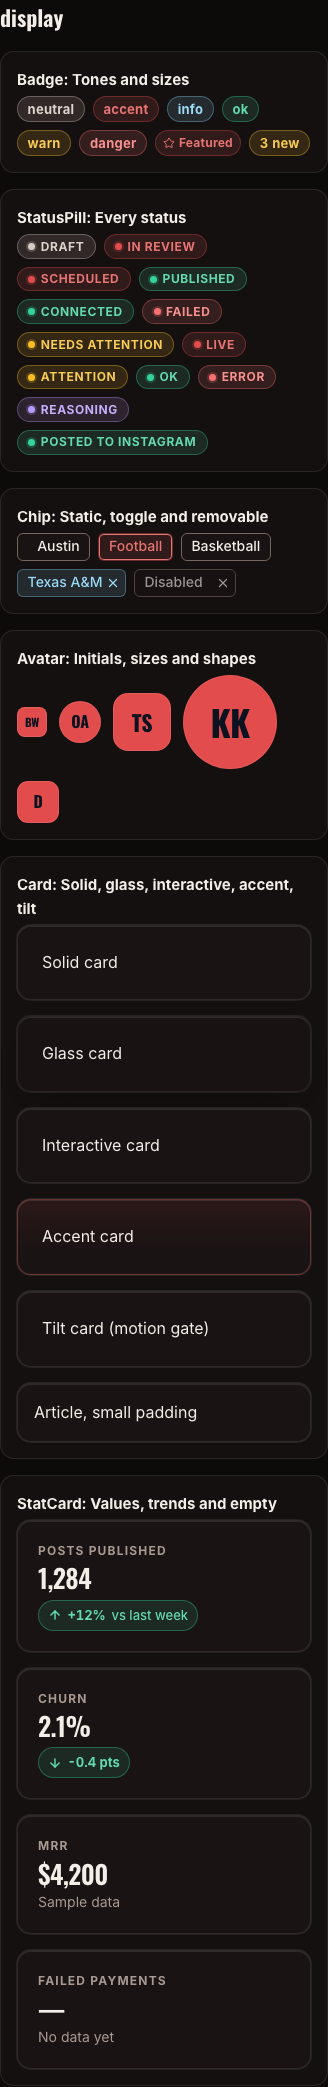 display
Badge: Tones and sizes
neutral accent info ok
warn danger Featured 3 new
StatusPill: Every status
DRAFT IN REVIEW
SCHEDULED PUBLISHED
CONNECTED FAILED
NEEDS ATTENTION LIVE
ATTENTION OK ERROR
REASONING
POSTED TO INSTAGRAM
Chip: Static, toggle and removable
Austin Football Basketball
Texas A&M × Disabled ×
Avatar: Initials, sizes and shapes
BW OA TS KK
D
Card: Solid, glass, interactive, accent,
tilt
Solid card
Glass card
Interactive card
Accent card
Tilt card (motion gate)
Article, small padding
StatCard: Values, trends and empty
POSTS PUBLISHED
1,284
↑ +12% vs last week
CHURN
2.1%
↓ -0.4 pts
MRR
$4,200
Sample data
FAILED PAYMENTS
—
No data yet